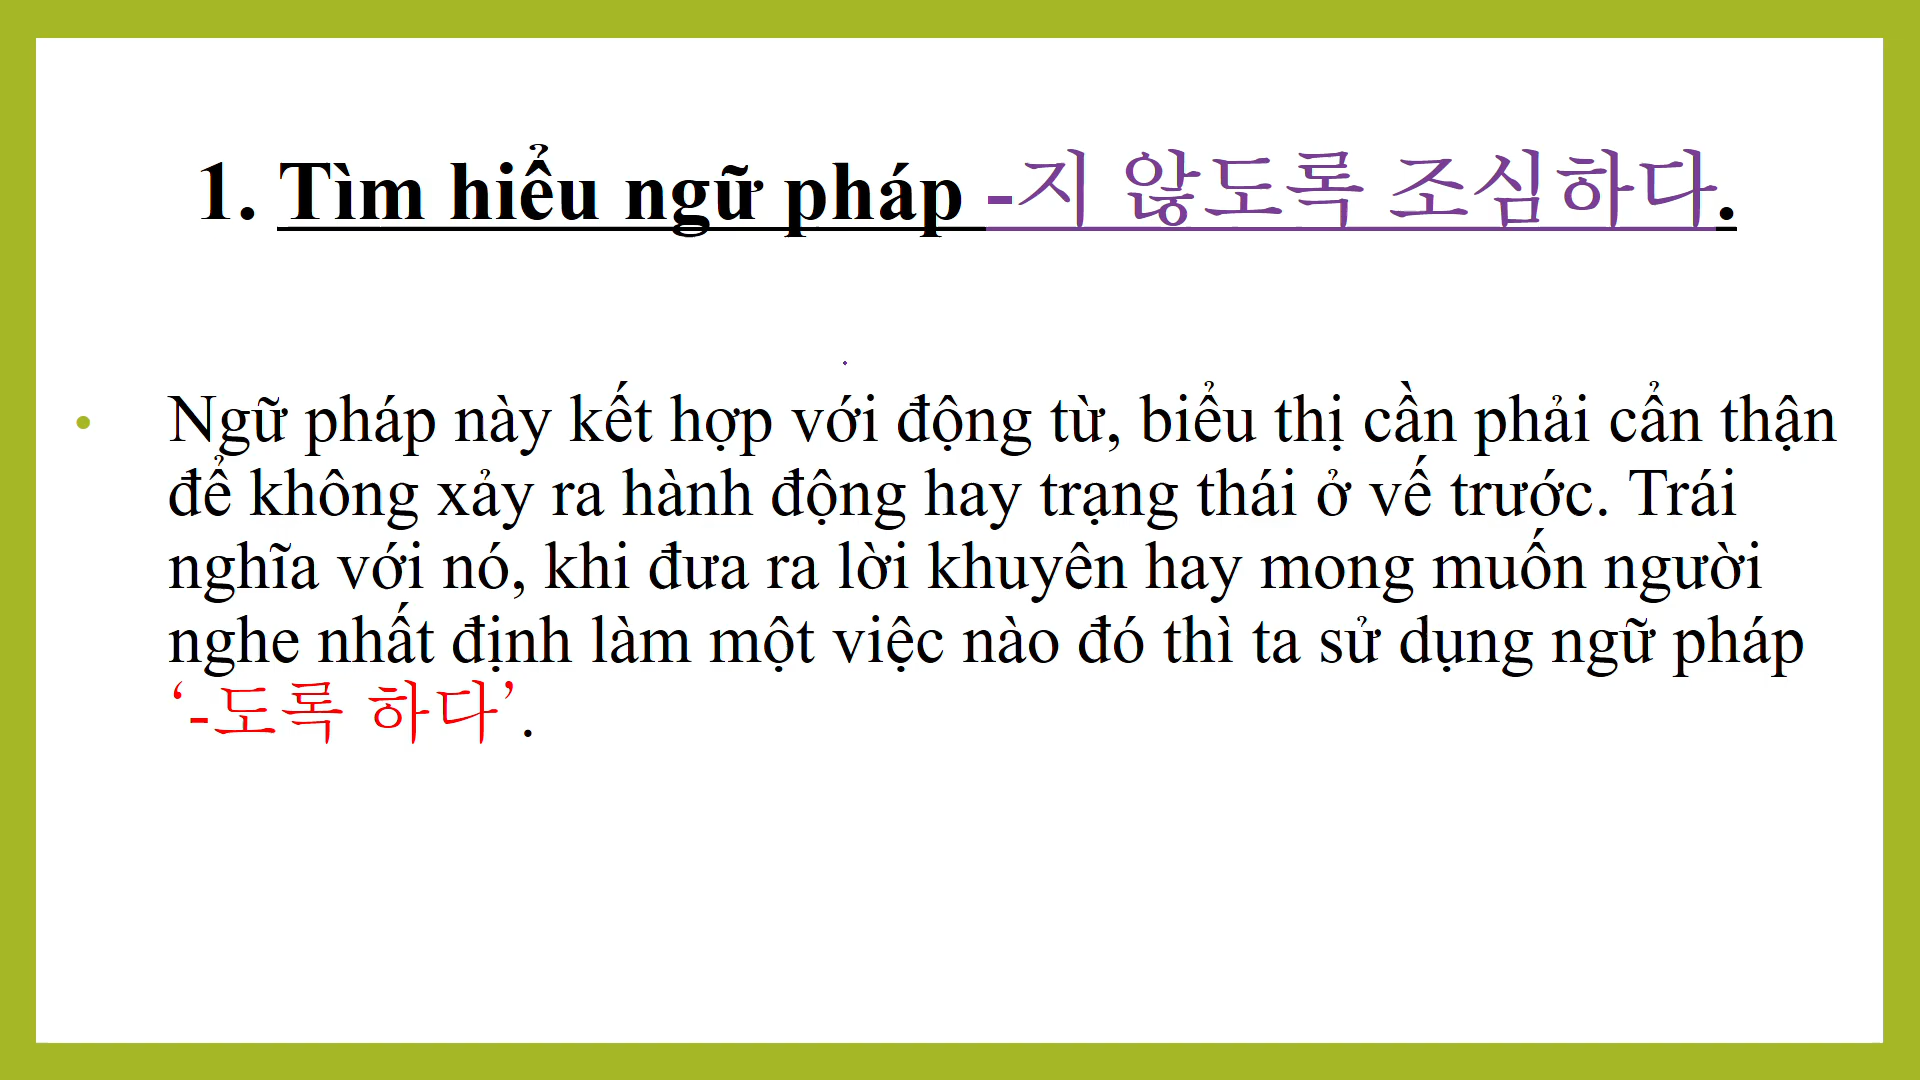 1. Tìm hiểu ngữ pháp -지 않도록 조심하다.
• Ngữ pháp này kết hợp với động từ, biểu thị cần phải cẩn thận
để không xảy ra hành động hay trạng thái ở vế trước. Trái
nghĩa với nó, khi đưa ra lời khuyên hay mong muốn người
nghe nhất định làm một việc nào đó thì ta sử dụng ngữ pháp
‘-도록 하다’.